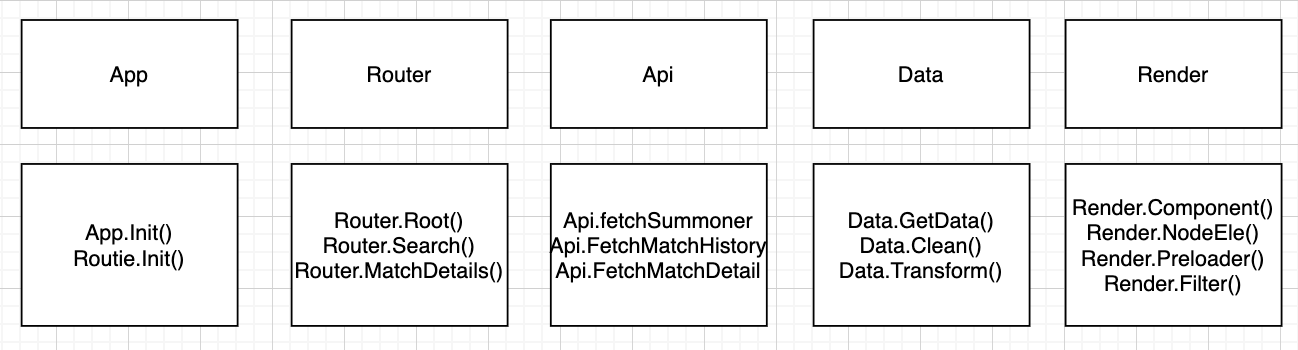 App
Router
Api
Data
Render
App.Init()
Routie.Init()
Router.Root()
Router.Search()
Router.MatchDetails()
Api.fetchSummoner
Api.FetchMatchHistory
Api.FetchMatchDetail
Data.GetData()
Data.Clean()
Data.Transform()
Render.Component()
Render.NodeEle()
Render.Preloader()
Render.Filter()